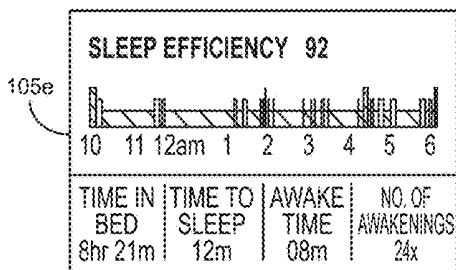 SLEEP EFFICIENCY 92
105e
10 11 12am 1 2 3 4 5 6
TIME IN BED 8hr 21m
TIME TO SLEEP 12m
AWAKE TIME 08m
NO. OF AWAKENINGS 24x